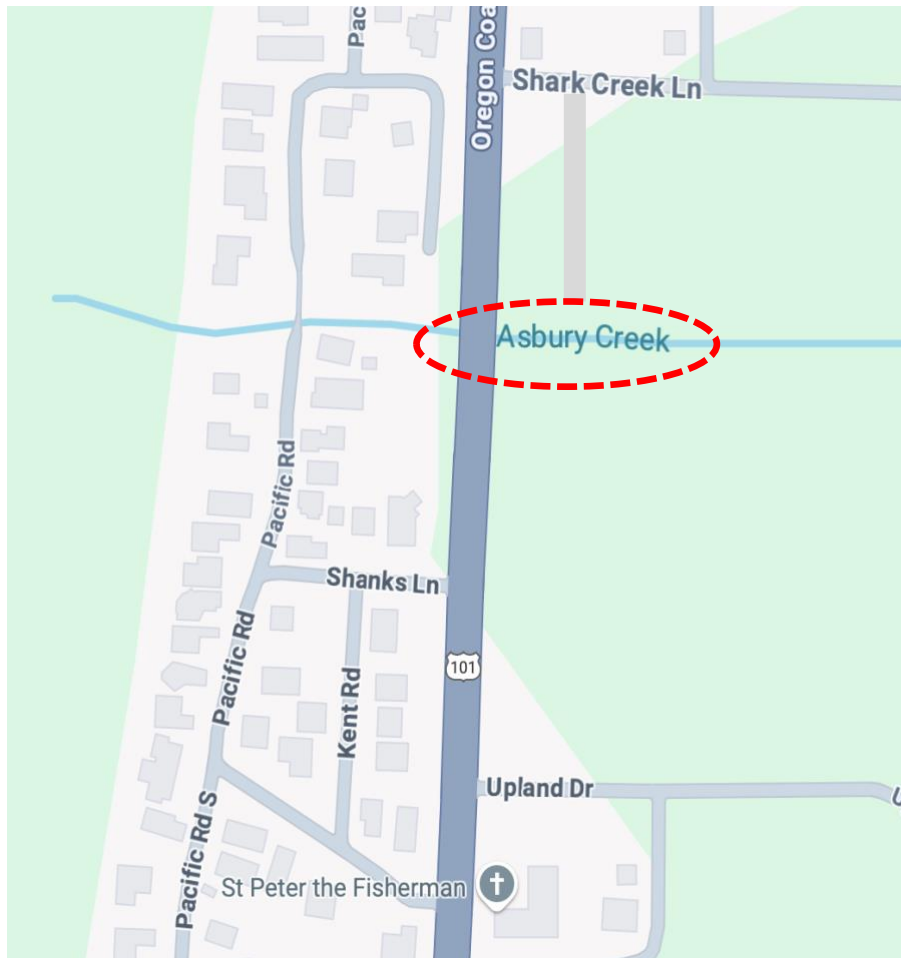 Pac
Oregon Coa
Shark Creek Ln
Asbury Creek
Pacific Rd
Shanks Ln
Pacific Rd
101
Kent Rd
Upland Dr
U
Pacific Rd S
St Peter the Fisherman